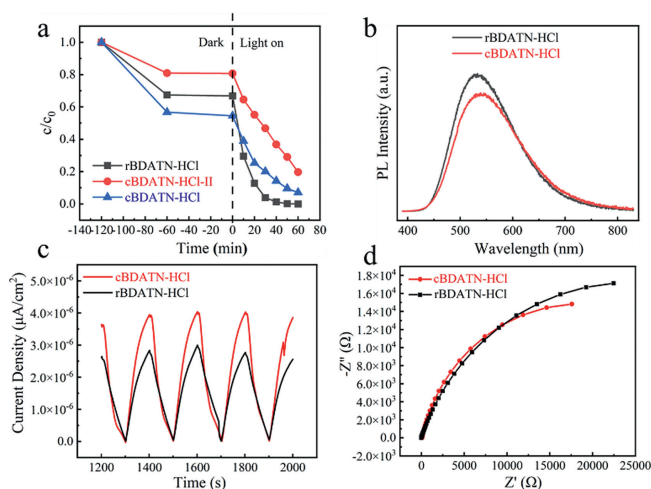 a
Dark
Light on
c/c0
1.0
0.8
0.6
0.4
0.2
0.0
rBDATN-HCl
cBDATN-HCl-II
cBDATN-HCl
-140-120-100 -80 -60 -40 -20 0 20 40 60 80
Time (min)
b
rBDATN-HCl
cBDATN-HCl
PL Intensity (a.u.)
400 500 600 700 800
Wavelength (nm)
c
cBDATN-HCl
rBDATN-HCl
Current Density (μA/cm2)
5.0×10-6
4.0×10-6
3.0×10-6
2.0×10-6
1.0×10-6
0.0
1200 1400 1600 1800 2000
Time (s)
d
cBDATN-HCl
rBDATN-HCl
-Z'' (Ω)
1.8×104
1.6×104
1.4×104
1.2×104
1.0×104
8.0×103
6.0×103
4.0×103
2.0×103
0.0
-2.0×103
0 5000 10000 15000 20000 25000
Z' (Ω)